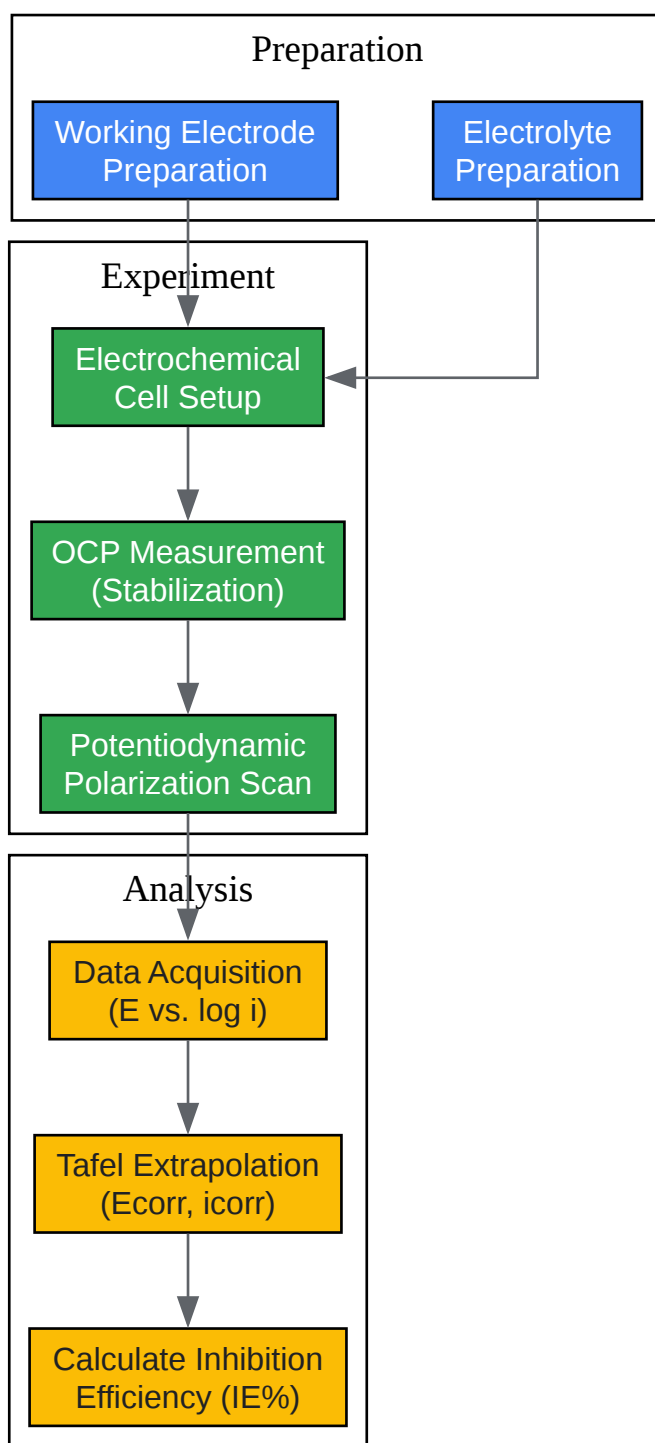 Preparation
Working Electrode
Preparation
Electrolyte
Preparation
Experiment
Electrochemical
Cell Setup
OCP Measurement
(Stabilization)
Potentiodynamic
Polarization Scan
Analysis
Data Acquisition
(E vs. log i)
Tafel Extrapolation
(Ecorr, icorr)
Calculate Inhibition
Efficiency (IE%)